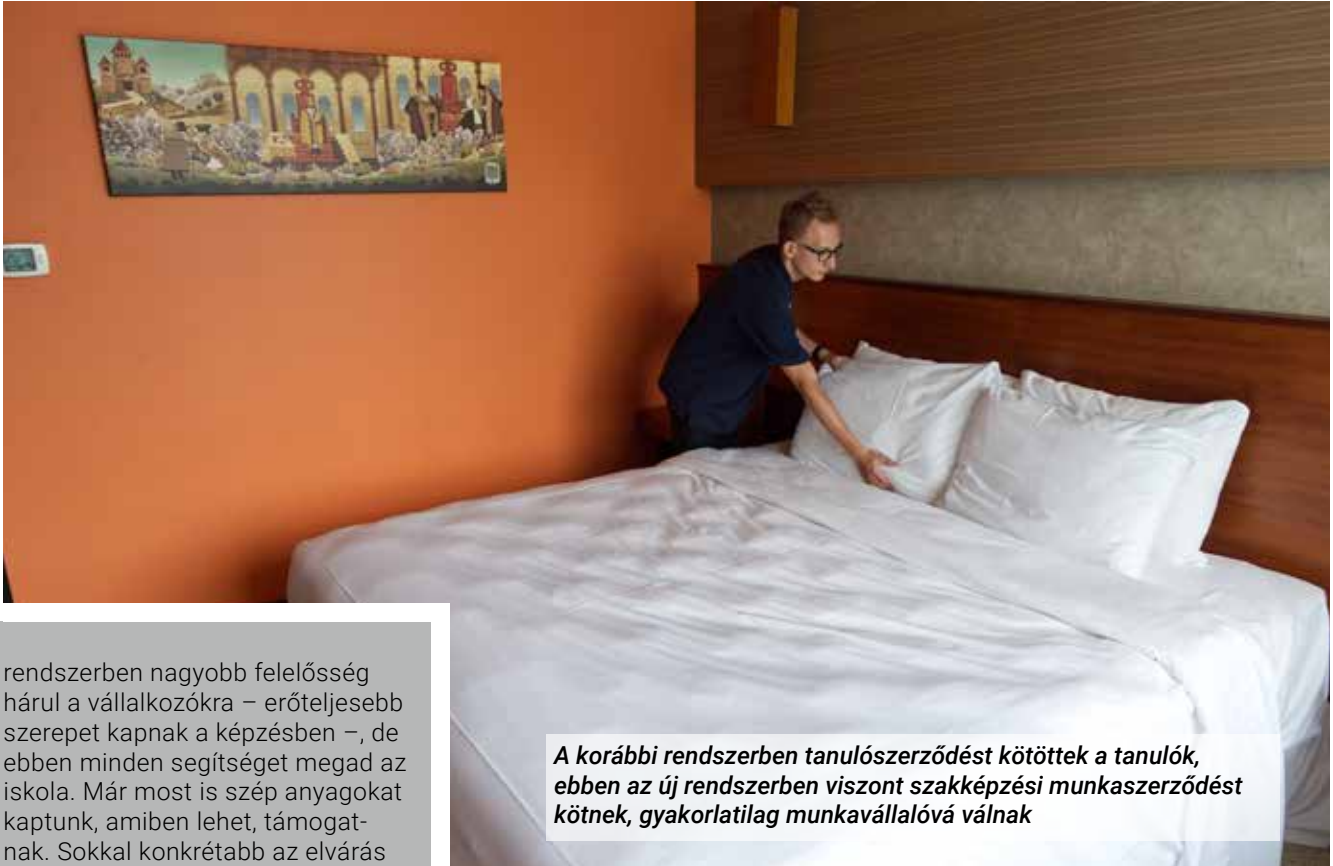 rendszerben nagyobb felelősség
hárul a vállalkozókra – erőteljesebb
szerepet kapnak a képzésben –, de
ebben minden segítséget megad az
iskola. Már most is szép anyagokat
kaptunk, amiben lehet, támogat-
nak. Sokkal konkrétabb az elvárás
A korábbi rendszerben tanulószerződést kötöttek a tanulók,
ebben az új rendszerben viszont szakképzési munkaszerződést
kötnek, gyakorlatilag munkavállalóvá válnak